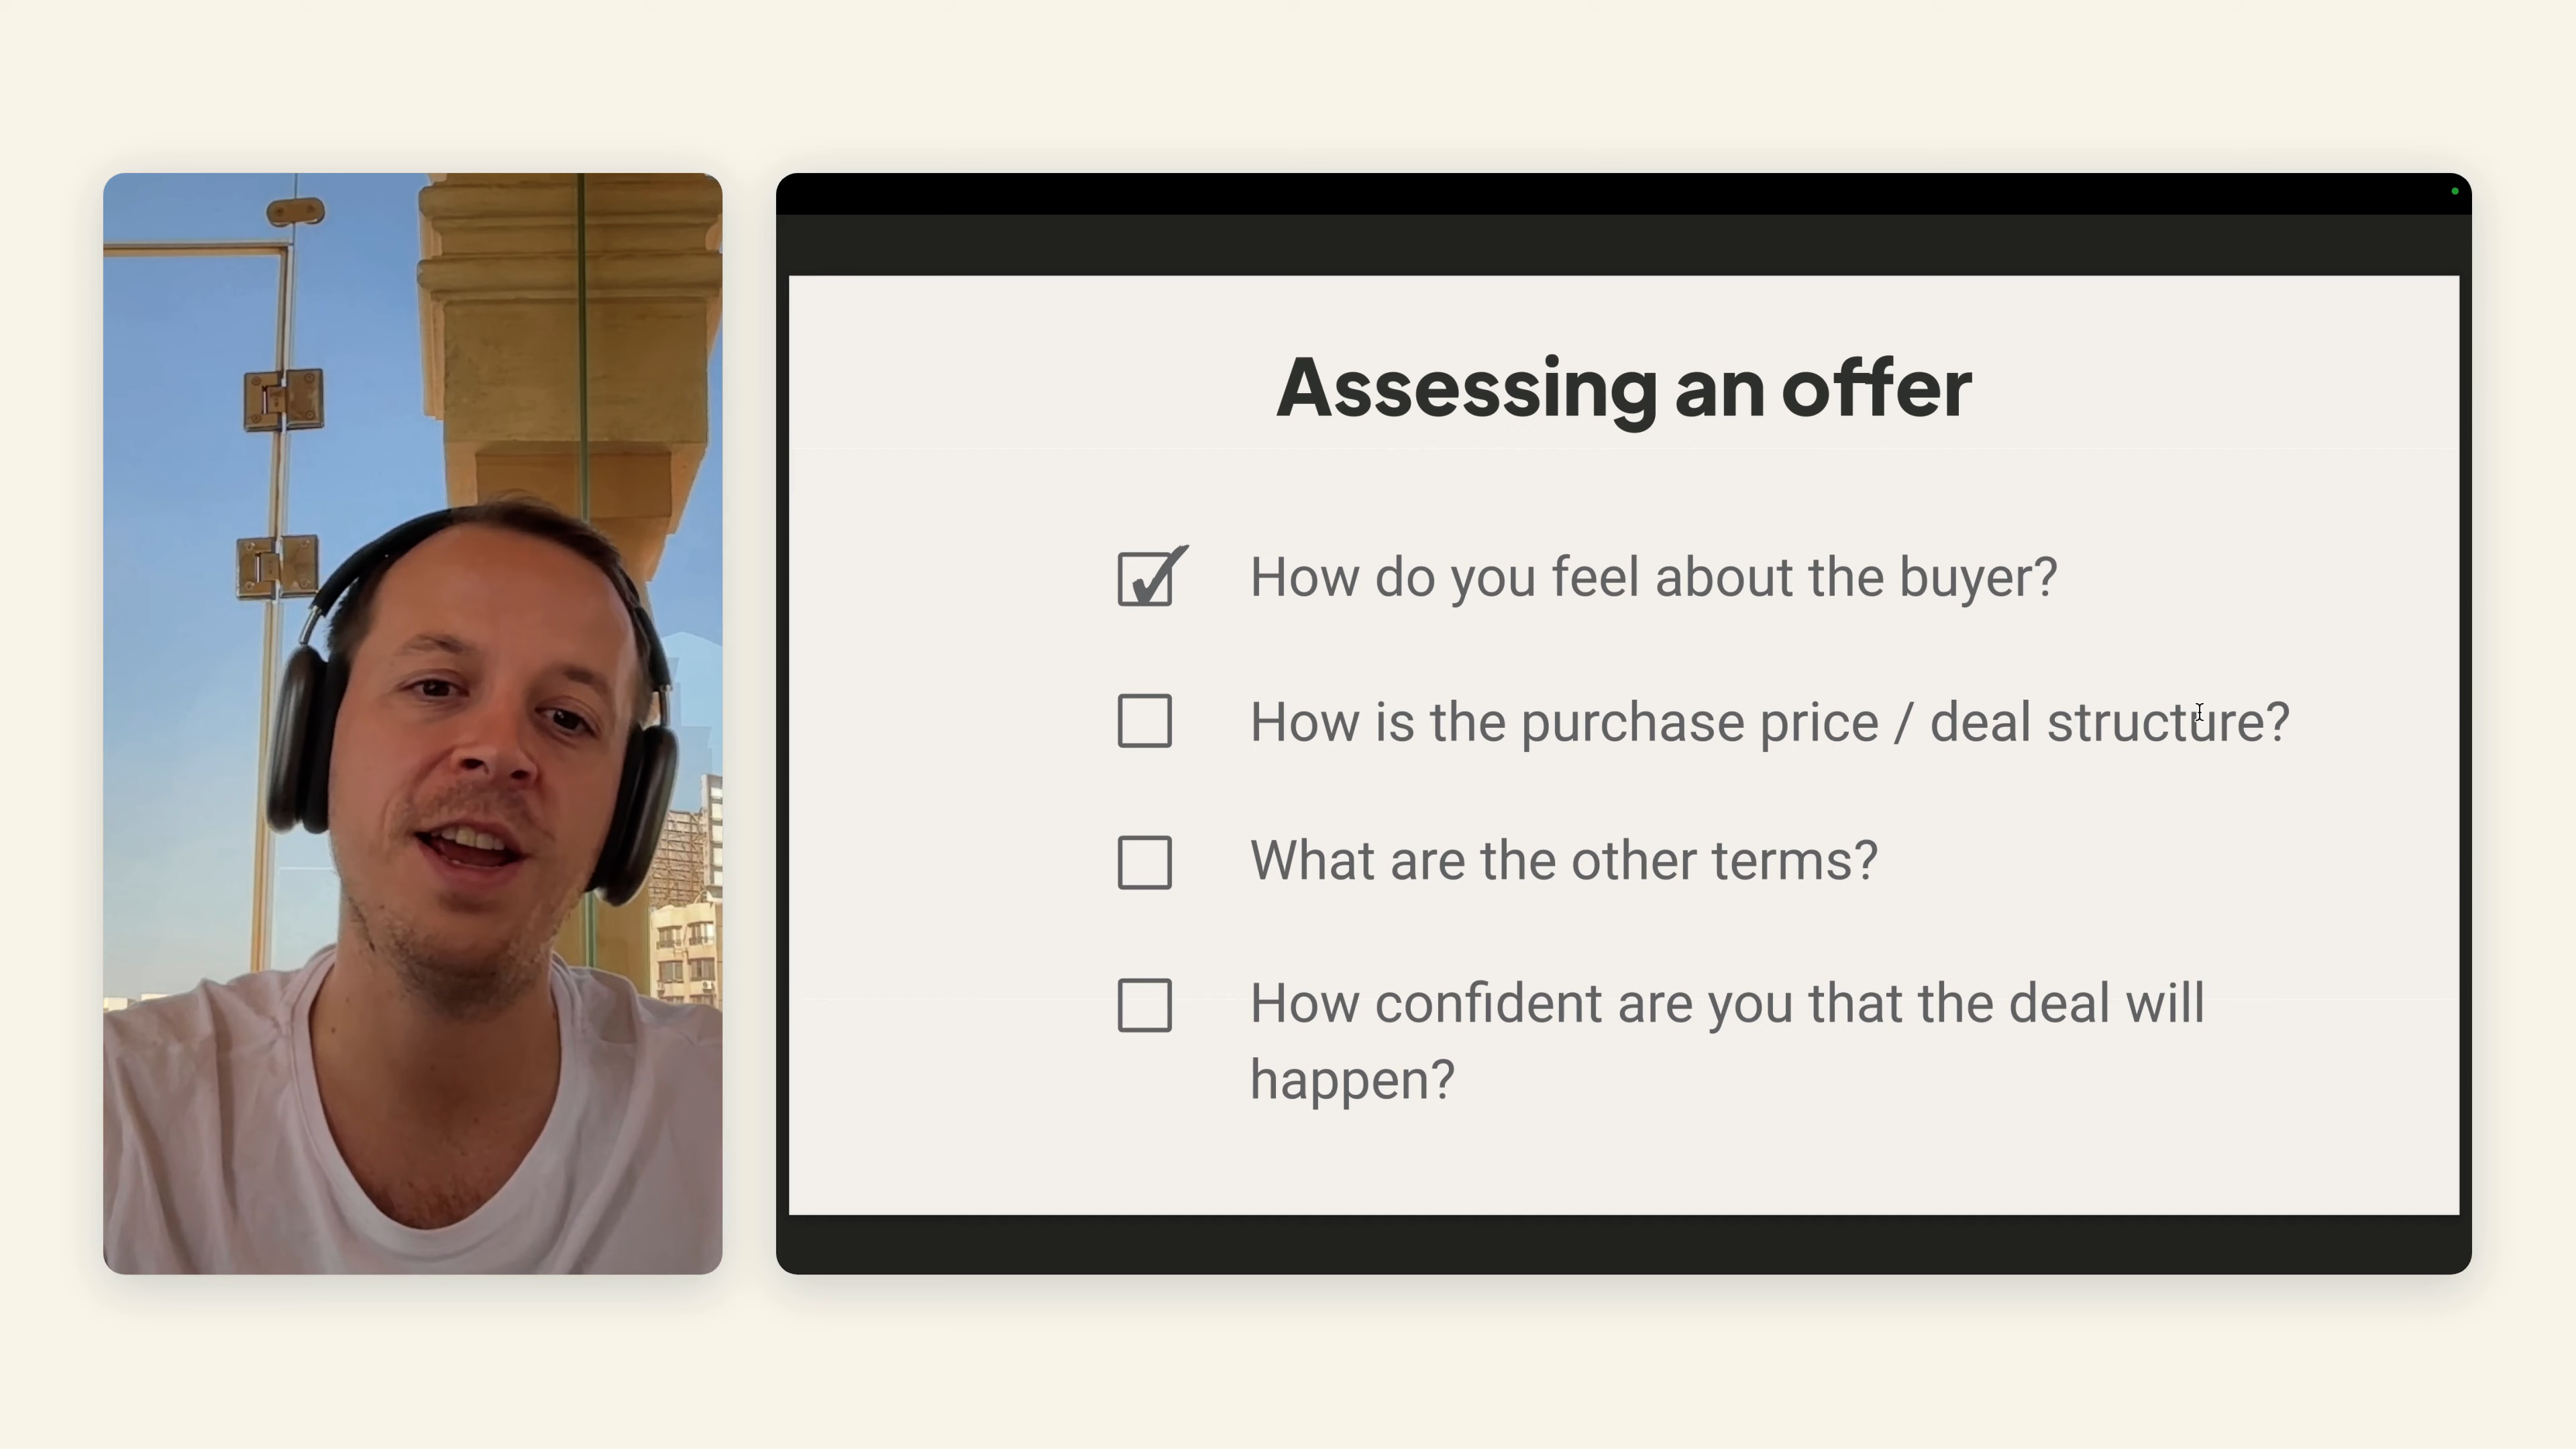 Assessing an offer
How do you feel about the buyer?
How is the purchase price / deal structure?
What are the other terms?
How confident are you that the deal will
happen?